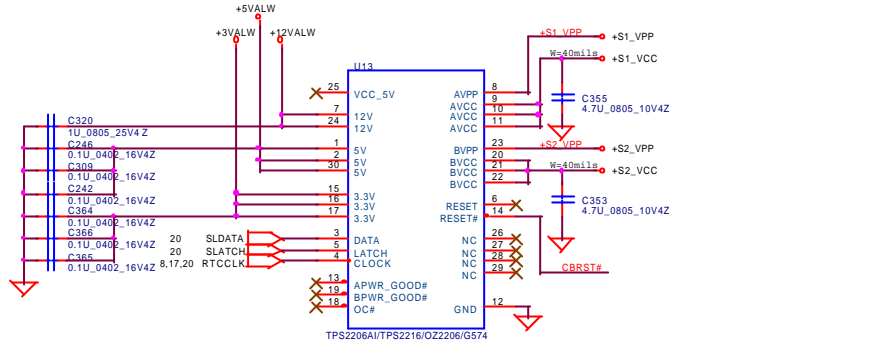 +5VALW
+3VALW +12VALW
U13
+S1_VPP +S1_VPP
W=40mils +S1_VCC
25 VCC_5V
AVPP 8
AVCC 9
AVCC 10
AVCC 11
C355
4.7U_0805_10V4Z
7 12V
24 12V
C320
1U_0805_25V4Z
C246
0.1U_0402_16V4Z
C309
0.1U_0402_16V4Z
C242
0.1U_0402_16V4Z
C364
0.1U_0402_16V4Z
C366
0.1U_0402_16V4Z
C365
0.1U_0402_16V4Z
1 5V
2 5V
30 5V
BVPP 23
BVCC 20
BVCC 21
BVCC 22
+S2_VPP +S2_VPP
W=40mils +S2_VCC
15 3.3V
16 3.3V
17 3.3V
RESET 6
RESET# 14
C353
4.7U_0805_10V4Z
20 SLDATA 3 DATA
20 SLATCH 5 LATCH
8,17,20 RTCCLK 4 CLOCK
NC 26
NC 27
NC 28
NC 29
CBRST#
13 APWR_GOOD#
19 BPWR_GOOD#
18 OC#
GND 12
TPS2206AI/TPS2216/OZ2206/G574